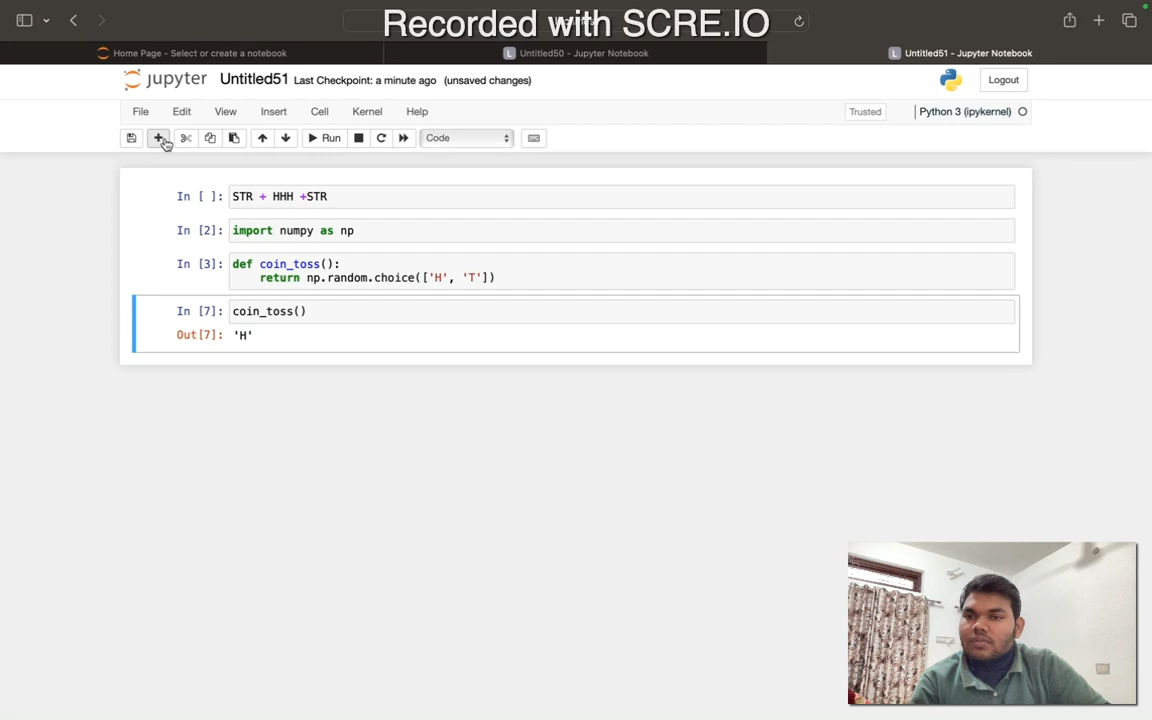 Recorded with SCRE.IO
Home Page - Select or create a notebook
Untitled50 - Jupyter Notebook
Untitled51 - Jupyter Notebook
jupyter Untitled51 Last Checkpoint: a minute ago (unsaved changes)
Logout
File Edit View Insert Cell Kernel Help
Trusted
Python 3 (ipykernel)
Run
Code
In [ ]: STR + HHH +STR
In [2]: import numpy as np
In [3]: def coin_toss():
return np.random.choice(['H', 'T'])
In [7]: coin_toss()
Out[7]: 'H'